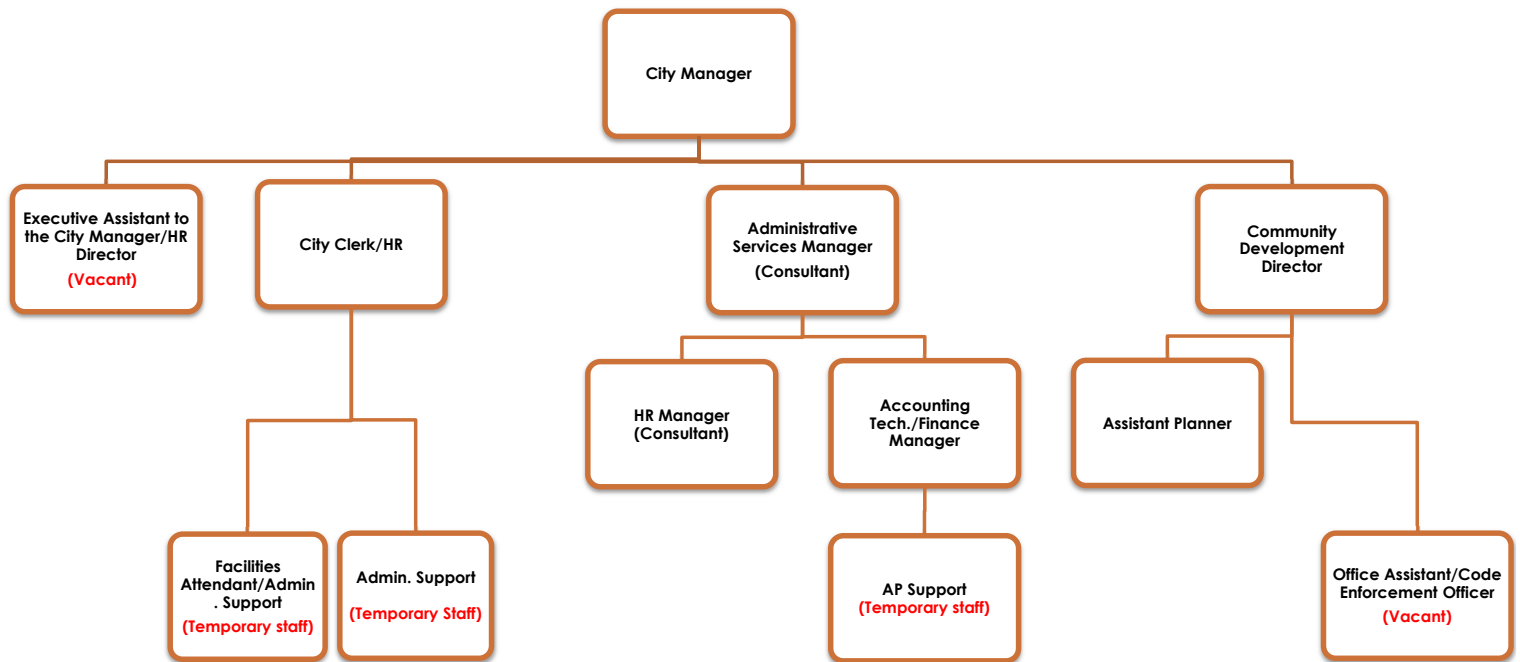 City Manager
Executive Assistant to
the City Manager/HR
Director
(Vacant)
City Clerk/HR
Administrative
Services Manager
(Consultant)
Community
Development
Director
HR Manager
(Consultant)
Accounting
Tech./Finance
Manager
Assistant Planner
Facilities
Attendant/Admin
. Support
(Temporary staff)
Admin. Support
(Temporary Staff)
AP Support
(Temporary staff)
Office Assistant/Code
Enforcement Officer
(Vacant)